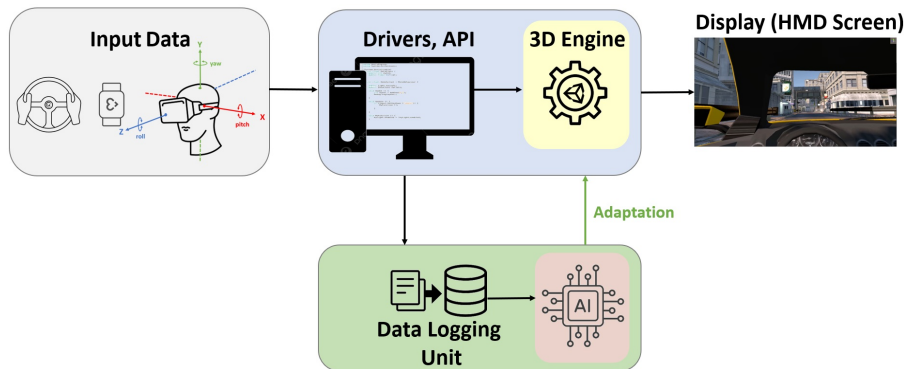 Input Data
Y
yaw
Z
roll
X
pitch
Drivers, API
3D Engine
Display (HMD Screen)
Adaptation
AI
Data Logging
Unit